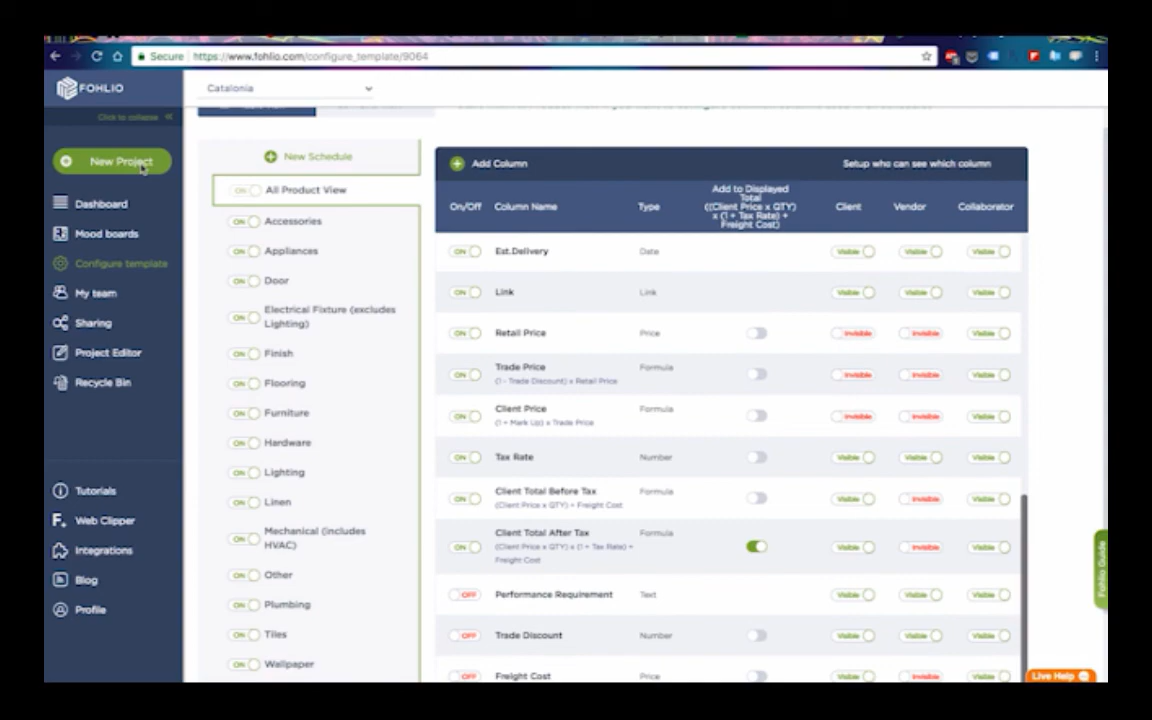 Secure
https://www.fohlio.com/configure_template/9064
FOHLIO
Catalonia
Click to collapse
New Project
Dashboard
Mood boards
Configure template
My team
Sharing
Project Editor
Recycle Bin
Tutorials
Web Clipper
Integrations
Blog
Profile
New Schedule
ON All Product View
ON Accessories
ON Appliances
ON Door
ON Electrical Fixture (excludes
Lighting)
ON Finish
ON Flooring
ON Furniture
ON Hardware
ON Lighting
ON Linen
ON Mechanical (includes
HVAC)
ON Other
ON Plumbing
ON Tiles
ON Wallpaper
Add Column
Setup who can see which column
On/Off Column Name Type
Add to Displayed
Total
((Client Price x QTY)
x (1 + Tax Rate) +
Freight Cost)
Client Vendor Collaborator
ON Est.Delivery Date Visible Visible Visible
ON Link Link Visible Visible Visible
ON Retail Price Price Invisible Invisible Visible
ON Trade Price Formula Invisible Invisible Visible
(1 - Trade Discount) x Retail Price
ON Client Price Formula Invisible Invisible Visible
(1 + Mark Up) x Trade Price
ON Tax Rate Number Visible Visible Visible
ON Client Total Before Tax Formula Visible Invisible Visible
(Client Price x QTY) + Freight Cost
ON Client Total After Tax Formula Visible Invisible Visible
(Client Price x QTY) x (1 + Tax Rate) +
Freight Cost
OFF Performance Requirement Text Visible Visible Visible
OFF Trade Discount Number Visible Visible Visible
OFF Freight Cost Price Visible Invisible Visible
Fohlio Guide
Live Help